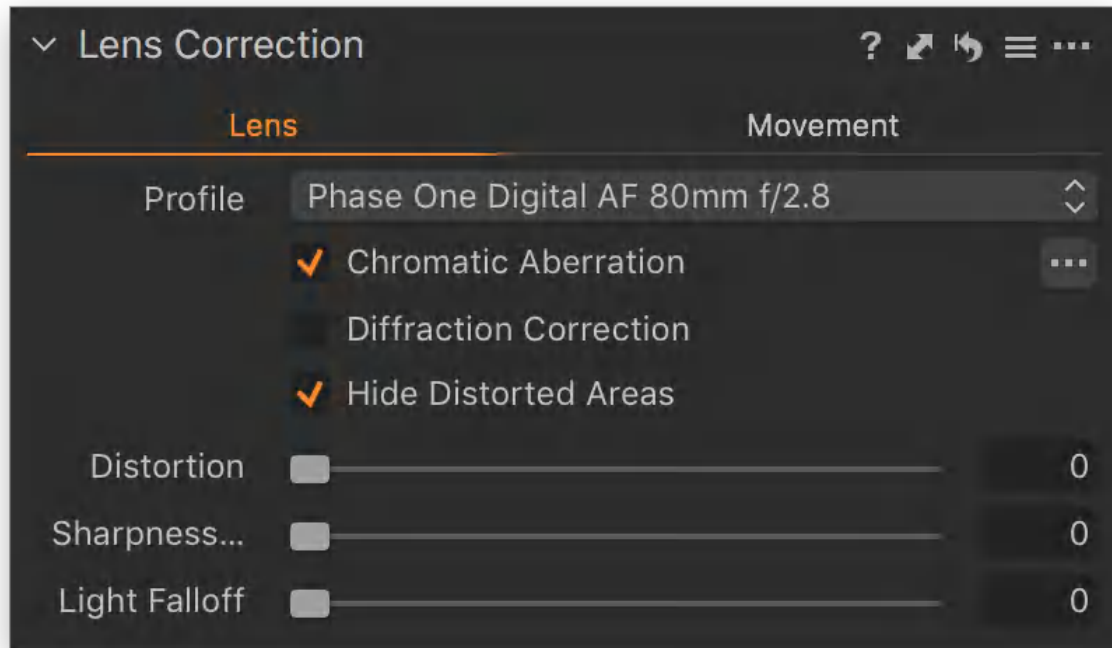 Lens Correction ?
Lens Movement
Profile Phase One Digital AF 80mm f/2.8
Chromatic Aberration
Diffraction Correction
Hide Distorted Areas
Distortion 0
Sharpness... 0
Light Falloff 0